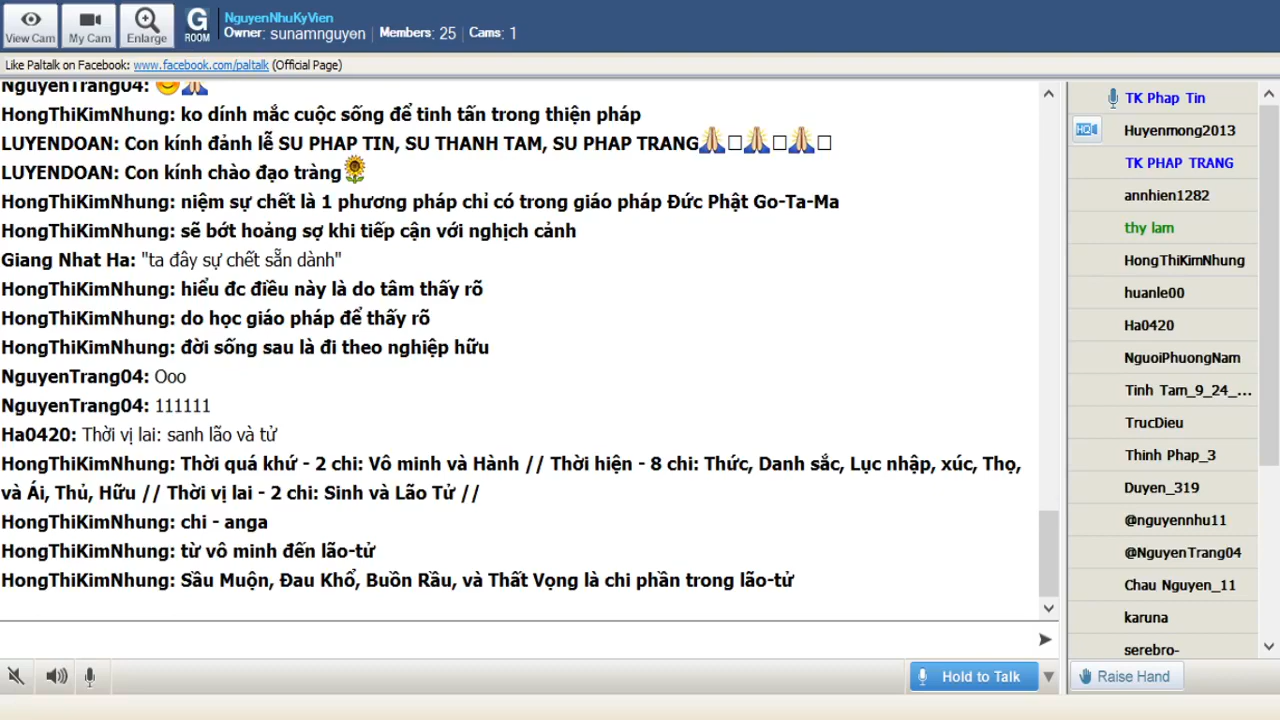 View Cam
My Cam
Enlarge
G
ROOM
NguyenNhuKyVien
Owner: sunamnguyen | Members: 25 | Cams: 1
Like Paltalk on Facebook: www.facebook.com/paltalk (Official Page)
NguyenTrang04:
HongThiKimNhung: ko dính mắc cuộc sống để tinh tấn trong thiện pháp
LUYENDOAN: Con kính đảnh lễ SU PHAP TIN, SU THANH TAM, SU PHAP TRANG
LUYENDOAN: Con kính chào đạo tràng
HongThiKimNhung: niệm sự chết là 1 phương pháp chỉ có trong giáo pháp Đức Phật Go-Ta-Ma
HongThiKimNhung: sẽ bớt hoảng sợ khi tiếp cận với nghịch cảnh
Giang Nhat Ha: "ta đây sự chết sẵn dành"
HongThiKimNhung: hiểu đc điều này là do tâm thấy rõ
HongThiKimNhung: do học giáo pháp để thấy rõ
HongThiKimNhung: đời sống sau là đi theo nghiệp hữu
NguyenTrang04: Ooo
NguyenTrang04: 111111
Ha0420: Thời vị lai: sanh lão và tử
HongThiKimNhung: Thời quá khứ - 2 chi: Vô minh và Hành // Thời hiện - 8 chi: Thức, Danh sắc, Lục nhập, xúc, Thọ,
và Ái, Thủ, Hữu // Thời vị lai - 2 chi: Sinh và Lão Tử //
HongThiKimNhung: chi - anga
HongThiKimNhung: từ vô minh đến lão-tử
HongThiKimNhung: Sầu Muộn, Đau Khổ, Buồn Rầu, và Thất Vọng là chi phần trong lão-tử
Hold to Talk
TK Phap Tin
HQ
Huyenmong2013
TK PHAP TRANG
annhien1282
thy lam
HongThiKimNhung
huanle00
Ha0420
NguoiPhuongNam
Tinh Tam_9_24_...
TrucDieu
Thinh Phap_3
Duyen_319
@nguyennhu11
@NguyenTrang04
Chau Nguyen_11
karuna
serebro-
Raise Hand